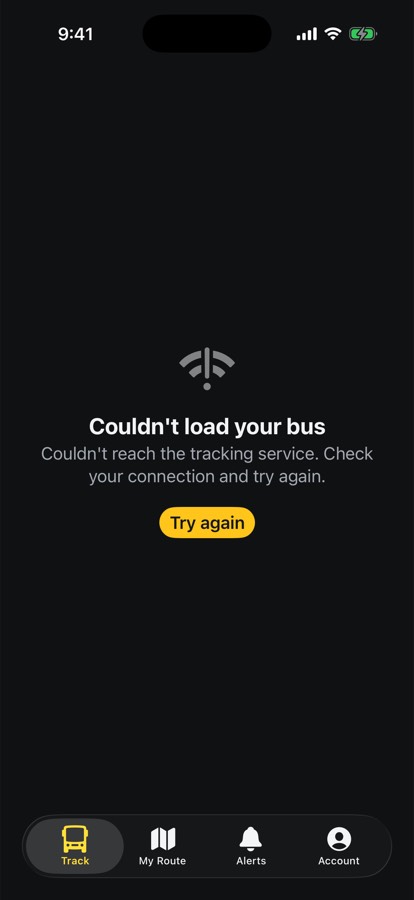 9:41
Couldn't load your bus
Couldn't reach the tracking service. Check
your connection and try again.
Try again
Track
My Route
Alerts
Account